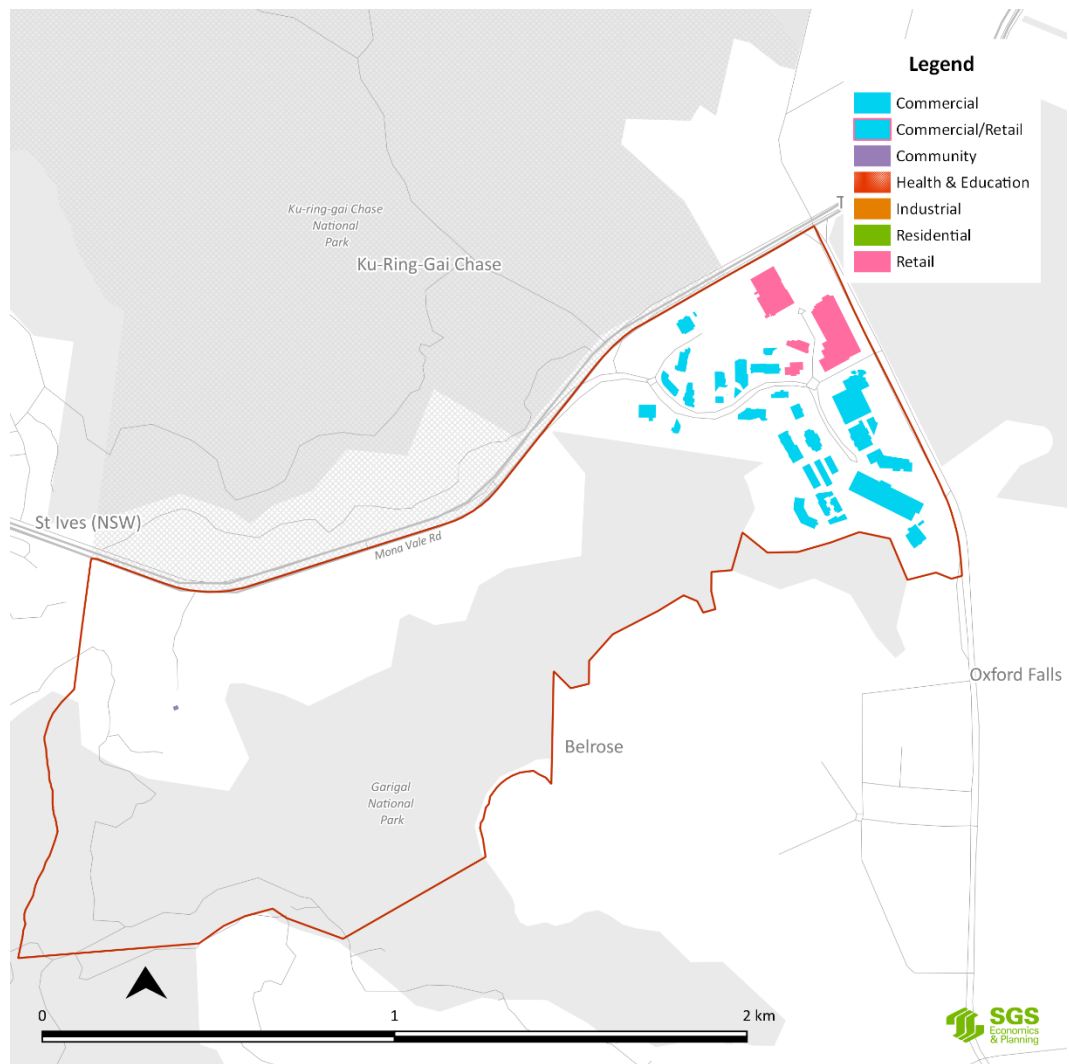 Legend
Commercial
Commercial/Retail
Community
Health & Education
Industrial
Residential
Retail
T
Ku-ring-gai Chase
National
Park
Ku-Ring-Gai Chase
St Ives (NSW)
Mona Vale Rd
Oxford Falls
Belrose
Garigal
National
Park
0
1
2 km
SGS
Economics
& Planning